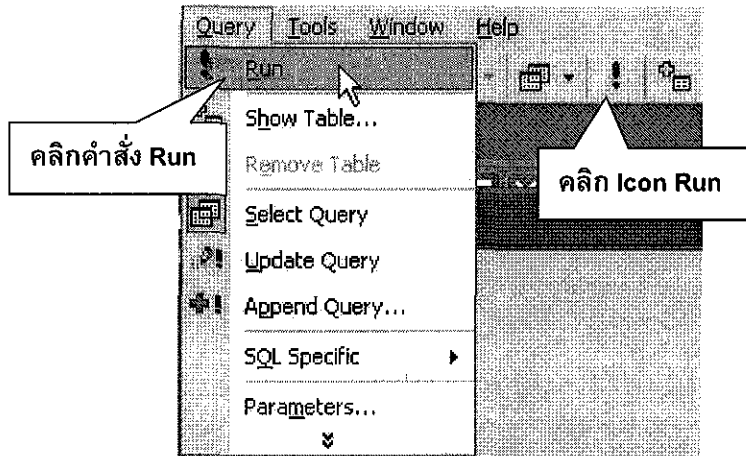 Query Tools Window Help
Run
Show Table...
คลิกคำสั่ง Run
Remove Table
คลิก Icon Run
Select Query
Update Query
Append Query...
SQL Specific
Parameters...